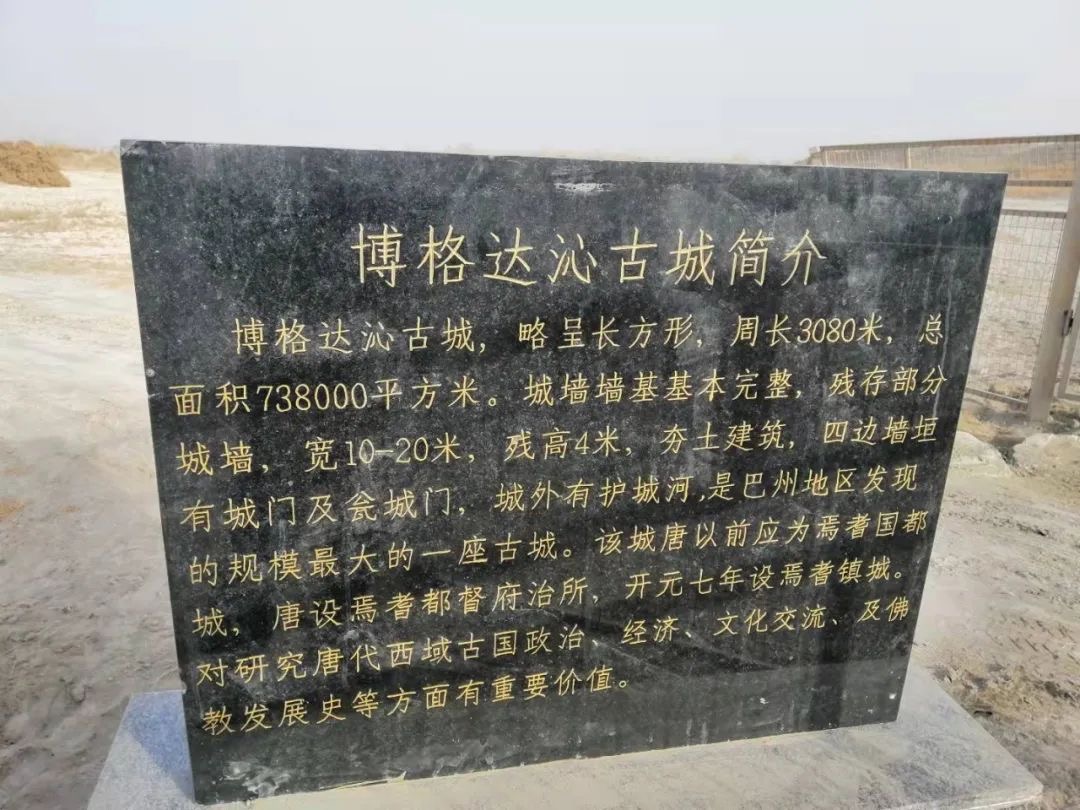 博格达沁古城简介
博格达沁古城，略呈长方形，周长3080米，总
面积738000平方米。城墙墙基基本完整，残存部分
城墙，宽10-20米，残高4米，夯土建筑，四边墙垣
有城门及瓮城门，城外有护城河,是巴州地区发现
的规模最大的一座古城。该城唐以前应为焉耆国都
城，唐设焉耆都督府治所，开元七年设焉耆镇城。
对研究唐代西域古国政治、经济、文化交流、及佛
教发展史等方面有重要价值。